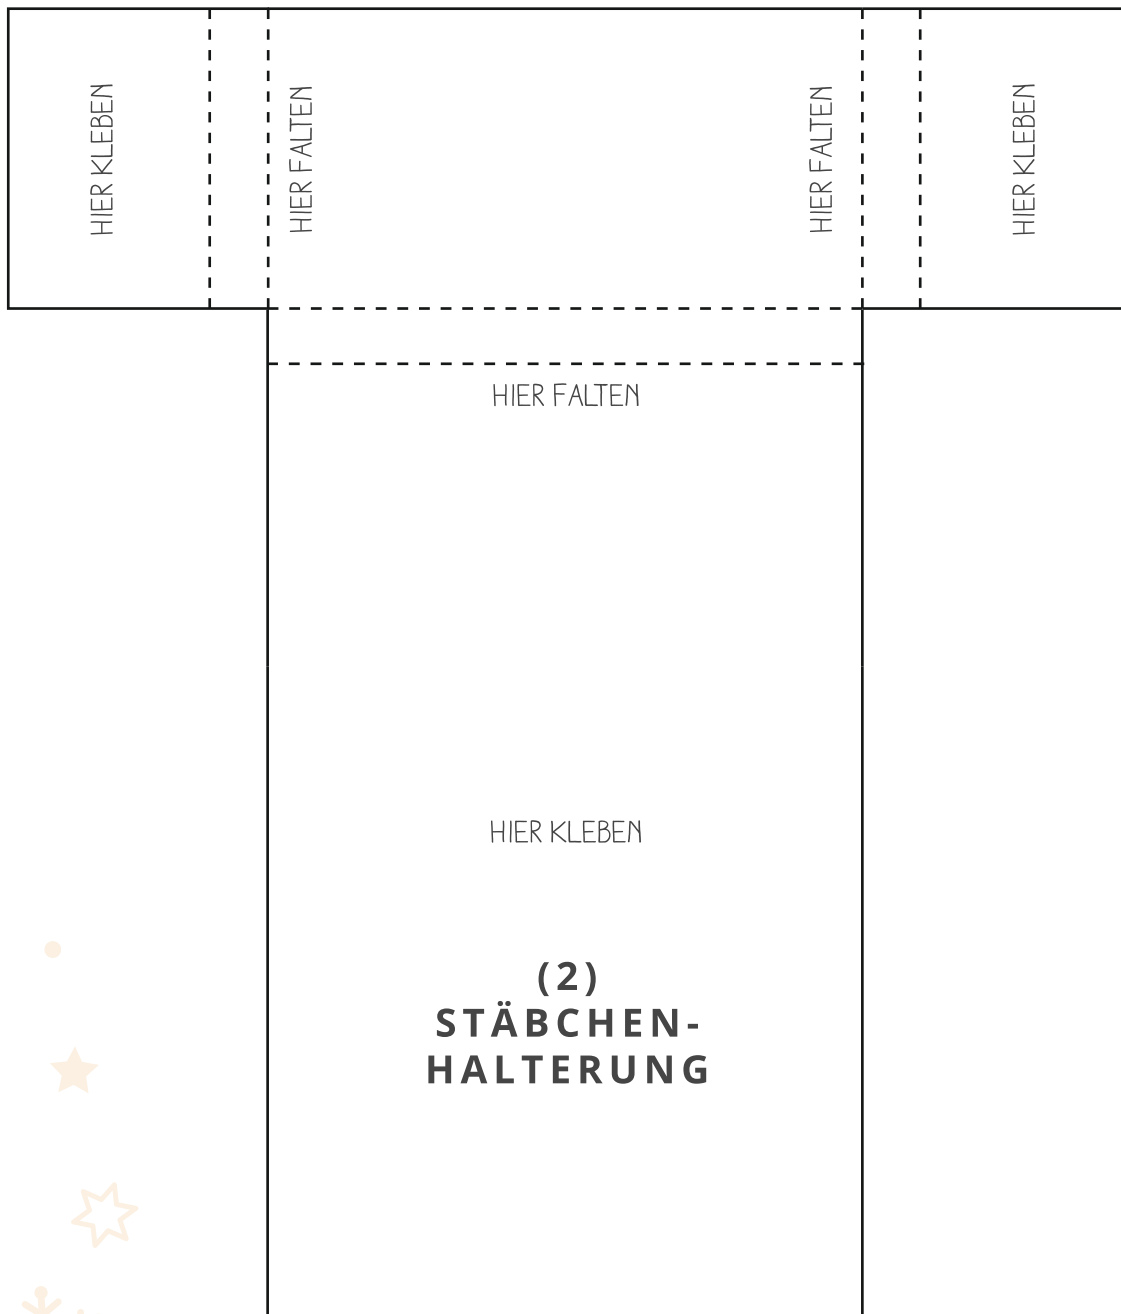 HIER KLEBEN
HIER FALTEN
HIER FALTEN
HIER KLEBEN
HIER FALTEN
HIER KLEBEN
(2)
STÄBCHEN-
HALTERUNG